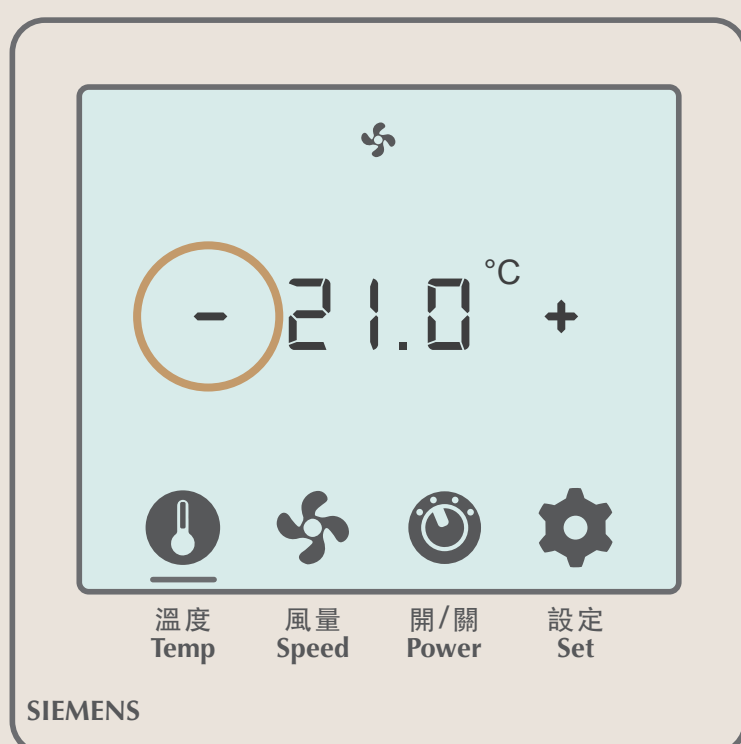 - 21.0 °C +
溫度 風量 開/關 設定
Temp Speed Power Set
SIEMENS